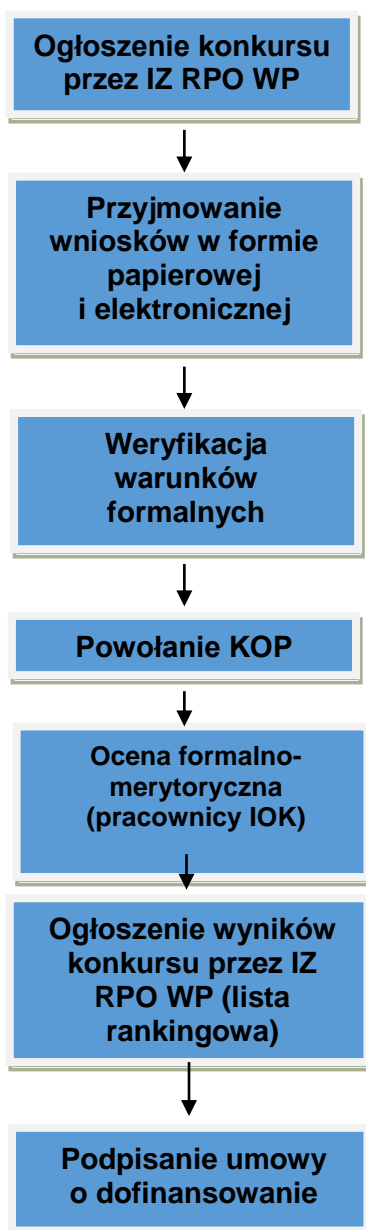 Ogłoszenie konkursu
przez IZ RPO WP
Przyjmowanie
wniosków w formie
papierowej
i elektronicznej
Weryfikacja
warunków
formalnych
Powołanie KOP
Ocena formalno-
merytoryczna
(pracownicy IOK)
Ogłoszenie wyników
konkursu przez IZ
RPO WP (lista
rankingowa)
Podpisanie umowy
o dofinansowanie